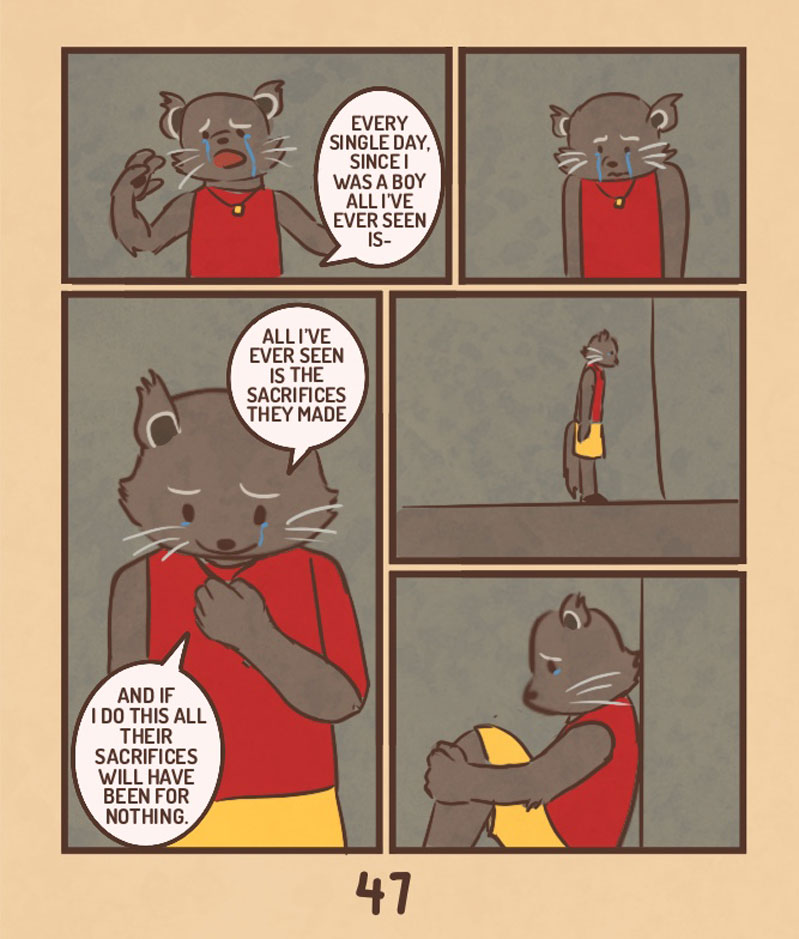 EVERY
SINGLE DAY,
SINCE I
WAS A BOY
ALL I'VE
EVER SEEN
IS-
ALL I'VE
EVER SEEN
IS THE
SACRIFICES
THEY MADE
AND IF
I DO THIS ALL
THEIR
SACRIFICES
WILL HAVE
BEEN FOR
NOTHING.
47